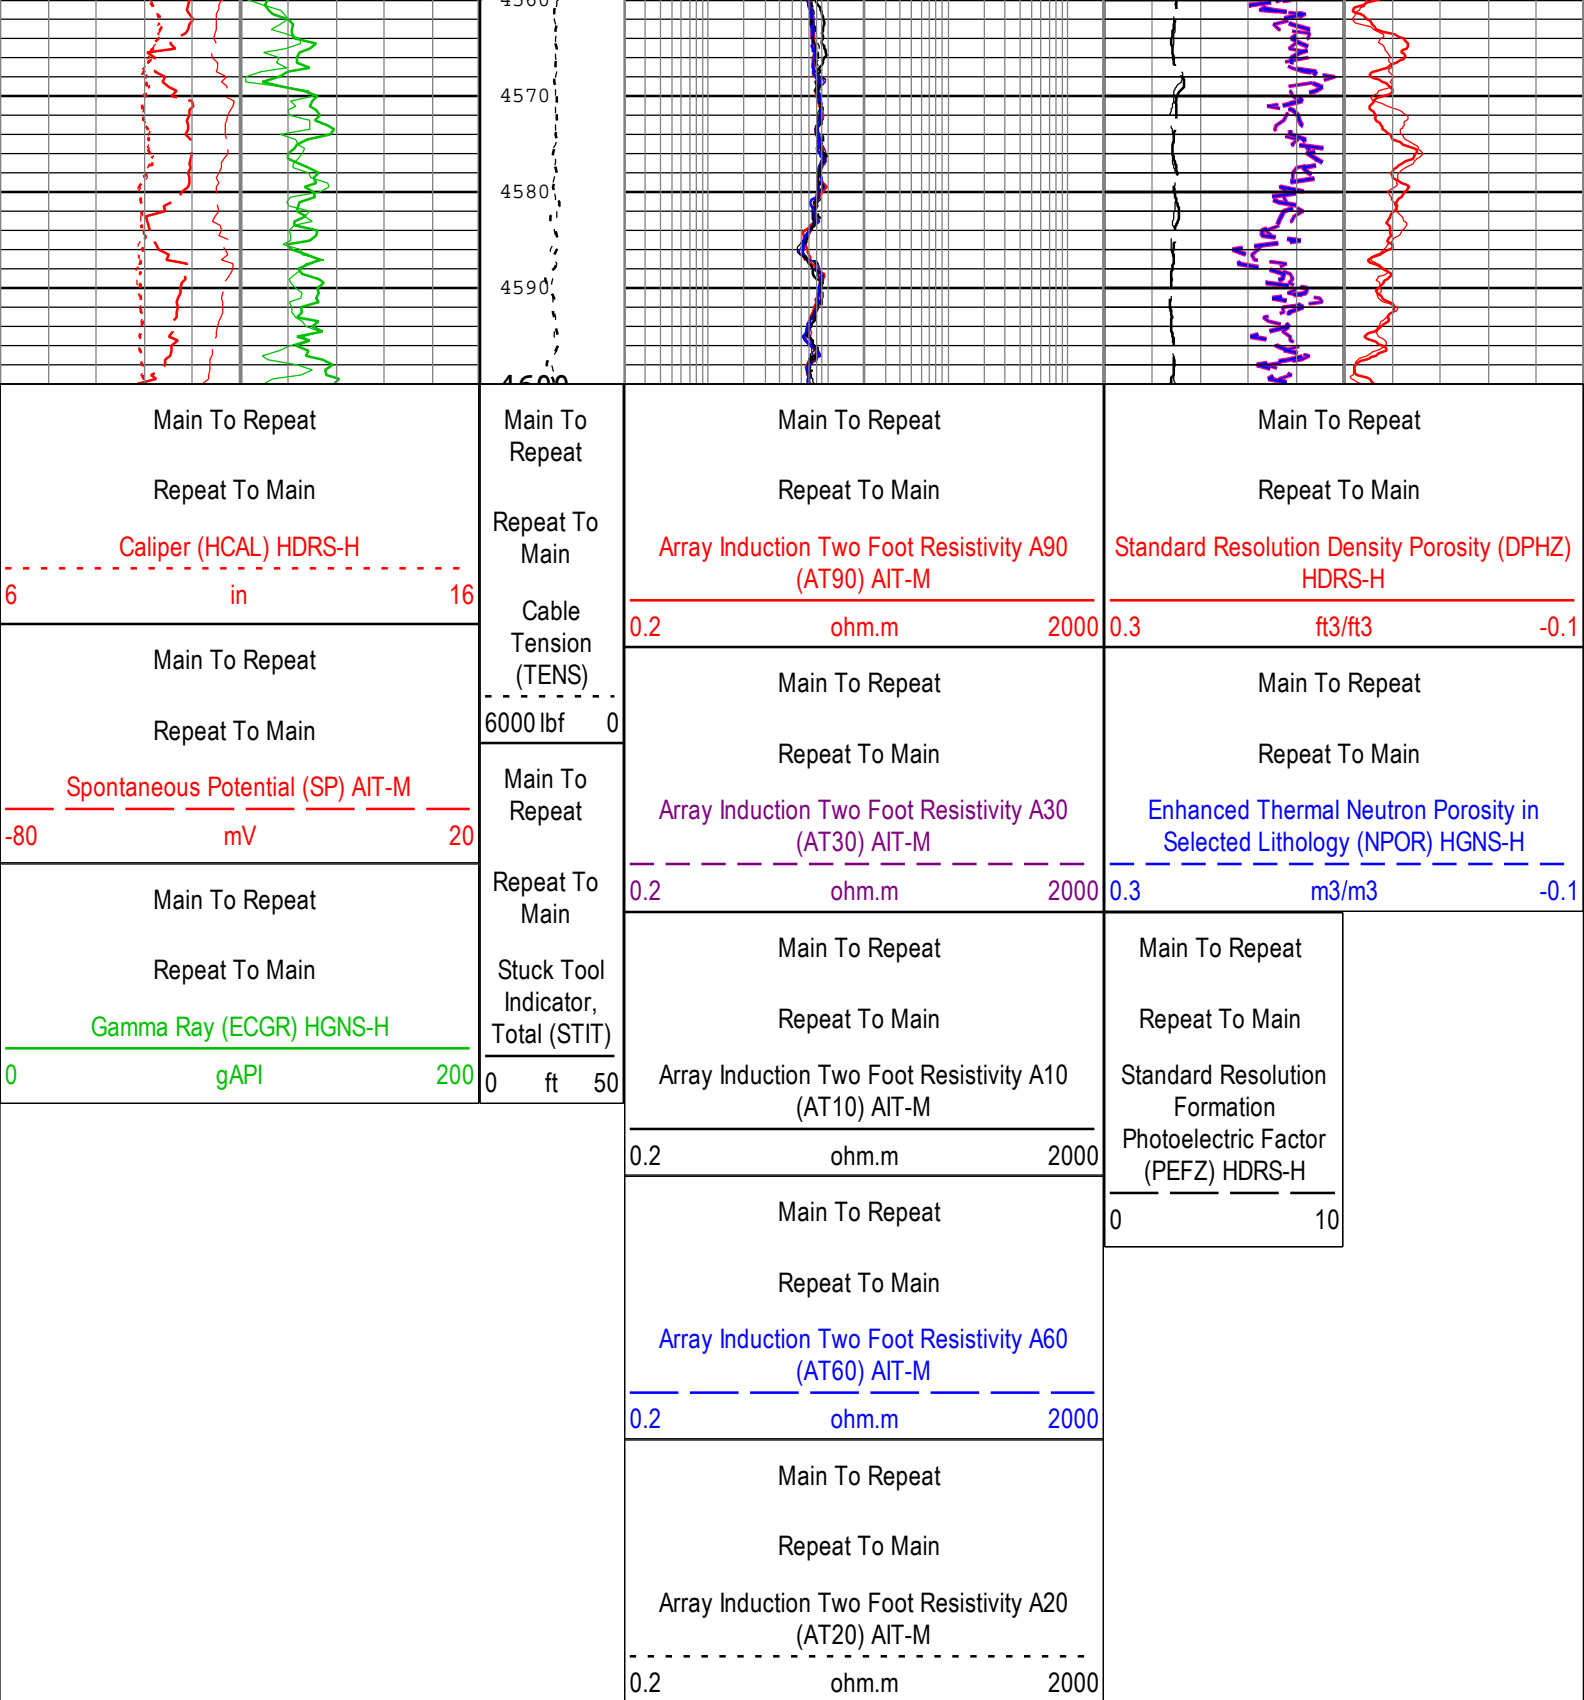 4560
4570
4580
4590
4600
Main To Repeat
Repeat To Main
Caliper (HCAL) HDRS-H
6 in 16
Main To Repeat
Repeat To Main
Spontaneous Potential (SP) AIT-M
-80 mV 20
Main To Repeat
Repeat To Main
Gamma Ray (ECGR) HGNS-H
0 gAPI 200
Main To
Repeat
Repeat To
Main
Cable
Tension
(TENS)
6000 lbf 0
Main To
Repeat
Repeat To
Main
Stuck Tool
Indicator,
Total (STIT)
0 ft 50
Main To Repeat
Repeat To Main
Array Induction Two Foot Resistivity A90
(AT90) AIT-M
0.2 ohm.m 2000
Main To Repeat
Repeat To Main
Array Induction Two Foot Resistivity A30
(AT30) AIT-M
0.2 ohm.m 2000
Main To Repeat
Repeat To Main
Array Induction Two Foot Resistivity A10
(AT10) AIT-M
0.2 ohm.m 2000
Main To Repeat
Repeat To Main
Array Induction Two Foot Resistivity A60
(AT60) AIT-M
0.2 ohm.m 2000
Main To Repeat
Repeat To Main
Array Induction Two Foot Resistivity A20
(AT20) AIT-M
0.2 ohm.m 2000
Main To Repeat
Repeat To Main
Standard Resolution Density Porosity (DPHZ)
HDRS-H
0.3 ft3/ft3 -0.1
Main To Repeat
Repeat To Main
Enhanced Thermal Neutron Porosity in
Selected Lithology (NPOR) HGNS-H
0.3 m3/m3 -0.1
Main To Repeat
Repeat To Main
Standard Resolution
Formation
Photoelectric Factor
(PEFZ) HDRS-H
0 10